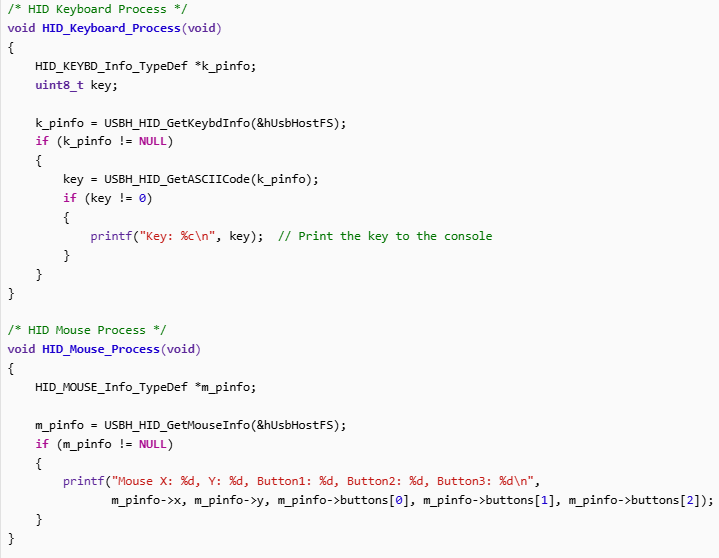 /* HID Keyboard Process */
void HID_Keyboard_Process(void)
{
    HID_KEYBD_Info_TypeDef *k_pinfo;
    uint8_t key;

    k_pinfo = USBH_HID_GetKeybdInfo(&hUsbHostFS);
    if (k_pinfo != NULL)
    {
        key = USBH_HID_GetASCIICode(k_pinfo);
        if (key != 0)
        {
            printf("Key: %c\n", key);  // Print the key to the console
        }
    }
}

/* HID Mouse Process */
void HID_Mouse_Process(void)
{
    HID_MOUSE_Info_TypeDef *m_pinfo;

    m_pinfo = USBH_HID_GetMouseInfo(&hUsbHostFS);
    if (m_pinfo != NULL)
    {
        printf("Mouse X: %d, Y: %d, Button1: %d, Button2: %d, Button3: %d\n",
               m_pinfo->x, m_pinfo->y, m_pinfo->buttons[0], m_pinfo->buttons[1], m_pinfo->buttons[2]);
    }
}